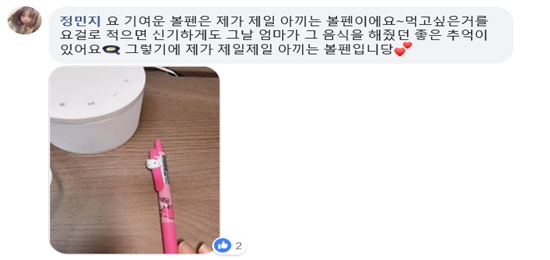 정민지 요 기여운 볼펜은 제가 제일 아끼는 볼펜이에요~먹고싶은거를
요걸로 적으면 신기하게도 그날 엄마가 그 음식을 해줬던 좋은 추억이
있어요🍳 그렇기에 제가 제일제일 아끼는 볼펜입니당💕
2